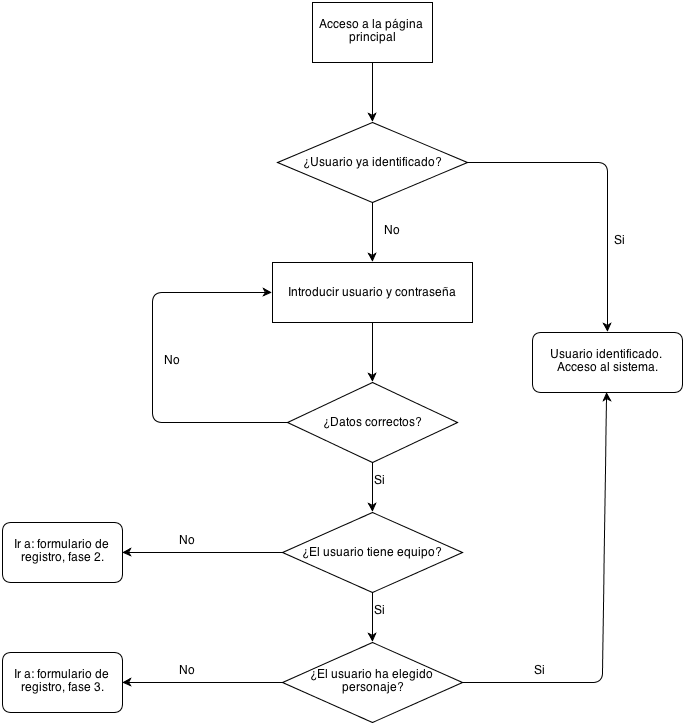 Acceso a la página
principal
¿Usuario ya identificado?
No
Si
Introducir usuario y contraseña
No
Usuario identificado.
Acceso al sistema.
¿Datos correctos?
Si
Ir a: formulario de
registro, fase 2.
No
¿El usuario tiene equipo?
Si
Ir a: formulario de
registro, fase 3.
No
¿El usuario ha elegido
personaje?
Si